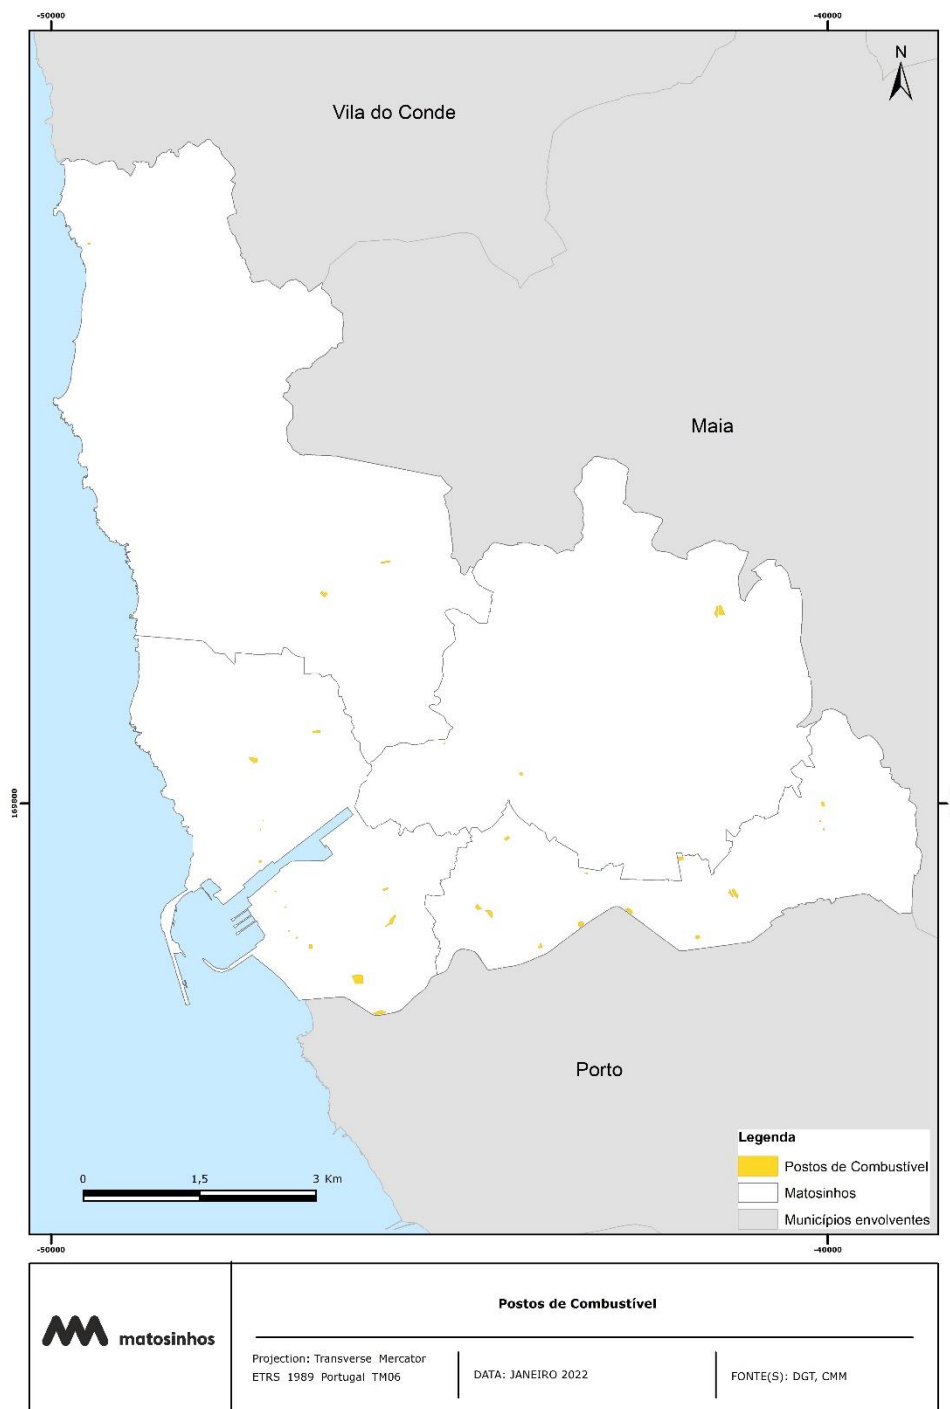 -50000
-40000
N
Vila do Conde
Maia
169800
Porto
Legenda
Postos de Combustível
Matosinhos
Municípios envolventes
0 1,5 3 Km
-50000
-40000
matosinhos
Postos de Combustível
Projection: Transverse Mercator
ETRS 1989 Portugal TM06
DATA: JANEIRO 2022
FONTE(S): DGT, CMM